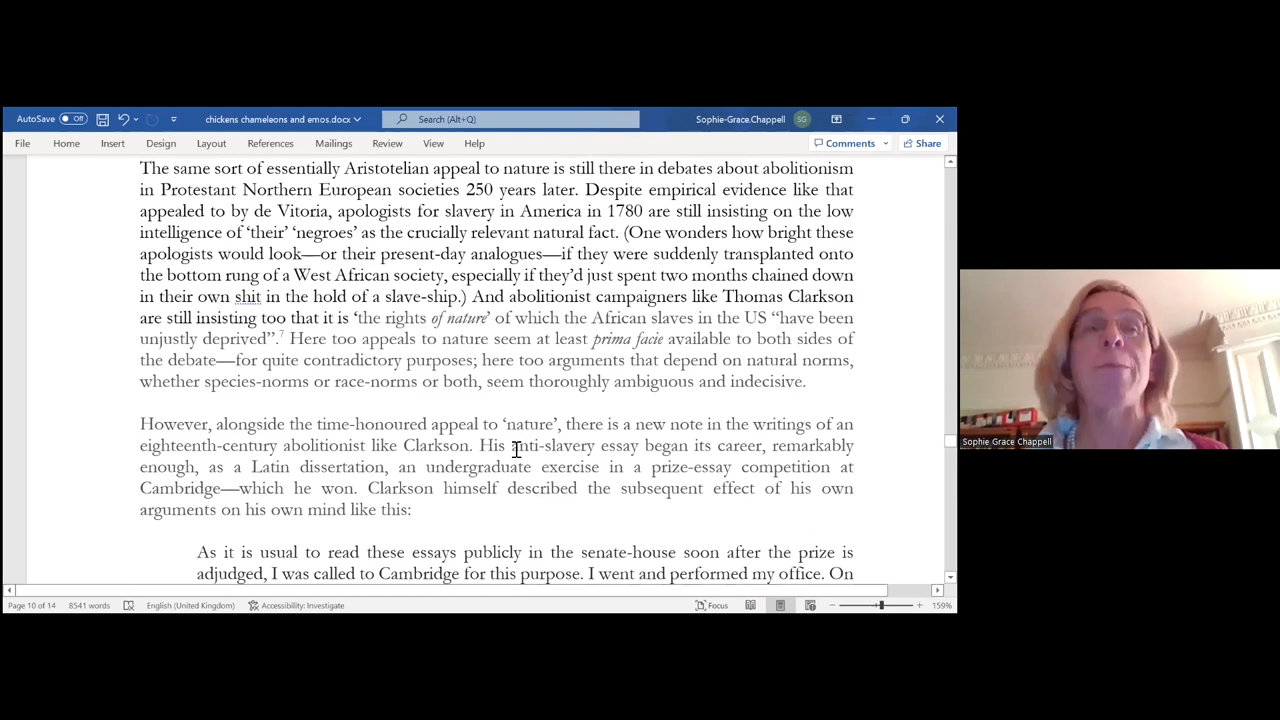 AutoSave Off chickens chameleons and emos.docx Search (Alt+Q) Sophie-Grace.Chappell SG
File Home Insert Design Layout References Mailings Review View Help Comments Share
The same sort of essentially Aristotelian appeal to nature is still there in debates about abolitionism
in Protestant Northern European societies 250 years later. Despite empirical evidence like that
appealed to by de Vitoria, apologists for slavery in America in 1780 are still insisting on the low
intelligence of ‘their’ ‘negroes’ as the crucially relevant natural fact. (One wonders how bright these
apologists would look—or their present-day analogues—if they were suddenly transplanted onto
the bottom rung of a West African society, especially if they’d just spent two months chained down
in their own shit in the hold of a slave-ship.) And abolitionist campaigners like Thomas Clarkson
are still insisting too that it is ‘the rights of nature’ of which the African slaves in the US “have been
unjustly deprived”.7 Here too appeals to nature seem at least prima facie available to both sides of
the debate—for quite contradictory purposes; here too arguments that depend on natural norms,
whether species-norms or race-norms or both, seem thoroughly ambiguous and indecisive.
However, alongside the time-honoured appeal to ‘nature’, there is a new note in the writings of an
eighteenth-century abolitionist like Clarkson. His anti-slavery essay began its career, remarkably
enough, as a Latin dissertation, an undergraduate exercise in a prize-essay competition at
Cambridge—which he won. Clarkson himself described the subsequent effect of his own
arguments on his own mind like this:
As it is usual to read these essays publicly in the senate-house soon after the prize is
adjudged, I was called to Cambridge for this purpose. I went and performed my office. On
Page 10 of 14 8541 words English (United Kingdom) Accessibility: Investigate Focus 159%
Sophie Grace Chappell